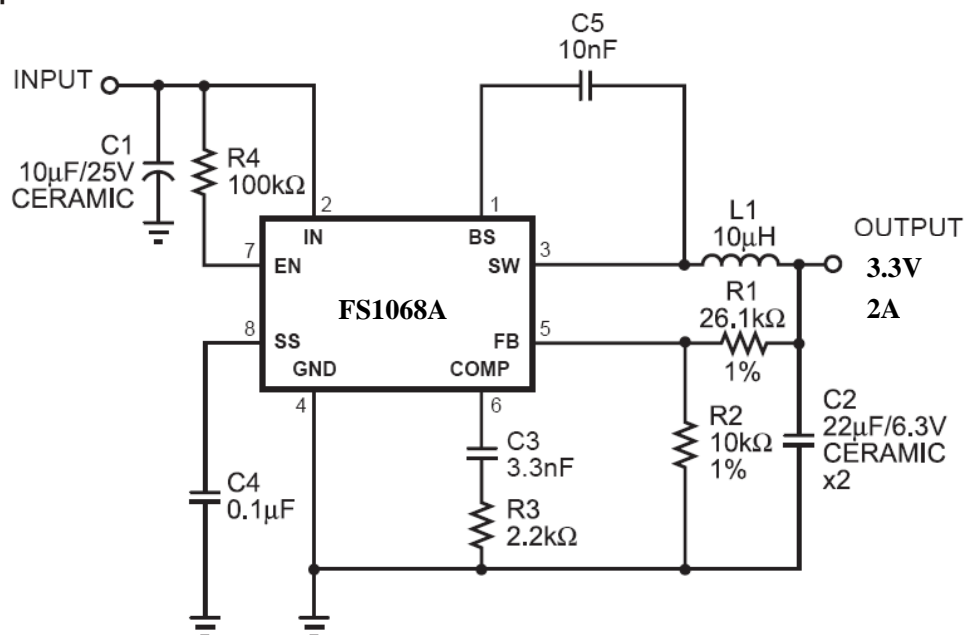 C5
10nF
INPUT
C1
10μF/25V
CERAMIC
R4
100kΩ
2
1
IN
BS
7
EN
SW
3
L1
10μH
OUTPUT
3.3V
2A
FS1068A
R1
26.1kΩ
1%
8
SS
FB
5
GND
COMP
4
6
C2
22μF/6.3V
CERAMIC
x2
R2
10kΩ
1%
C3
3.3nF
C4
0.1μF
R3
2.2kΩ